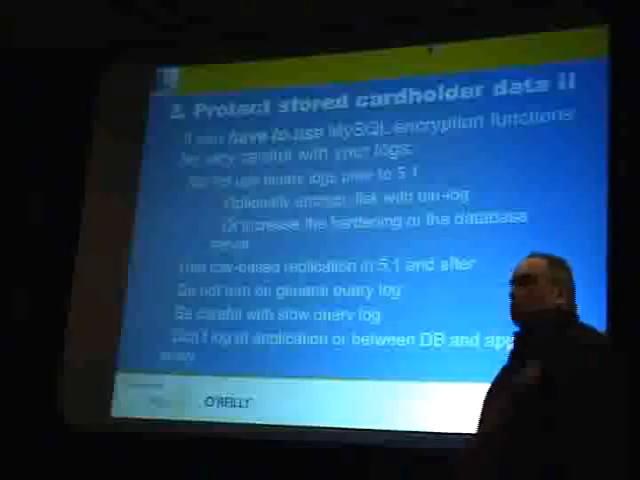 Protect stored cardholder data II
If you have to use MySQL encryption functions
be very careful with your logs:
Do not use binary logs prior to 5.1
Optionally encrypt disk with bin-log
Or increase the hardening of the database
server
Use row-based replication in 5.1 and after
Do not turn on general query log
Be careful with slow query log
Don't log at application or between DB and app
O'REILLY